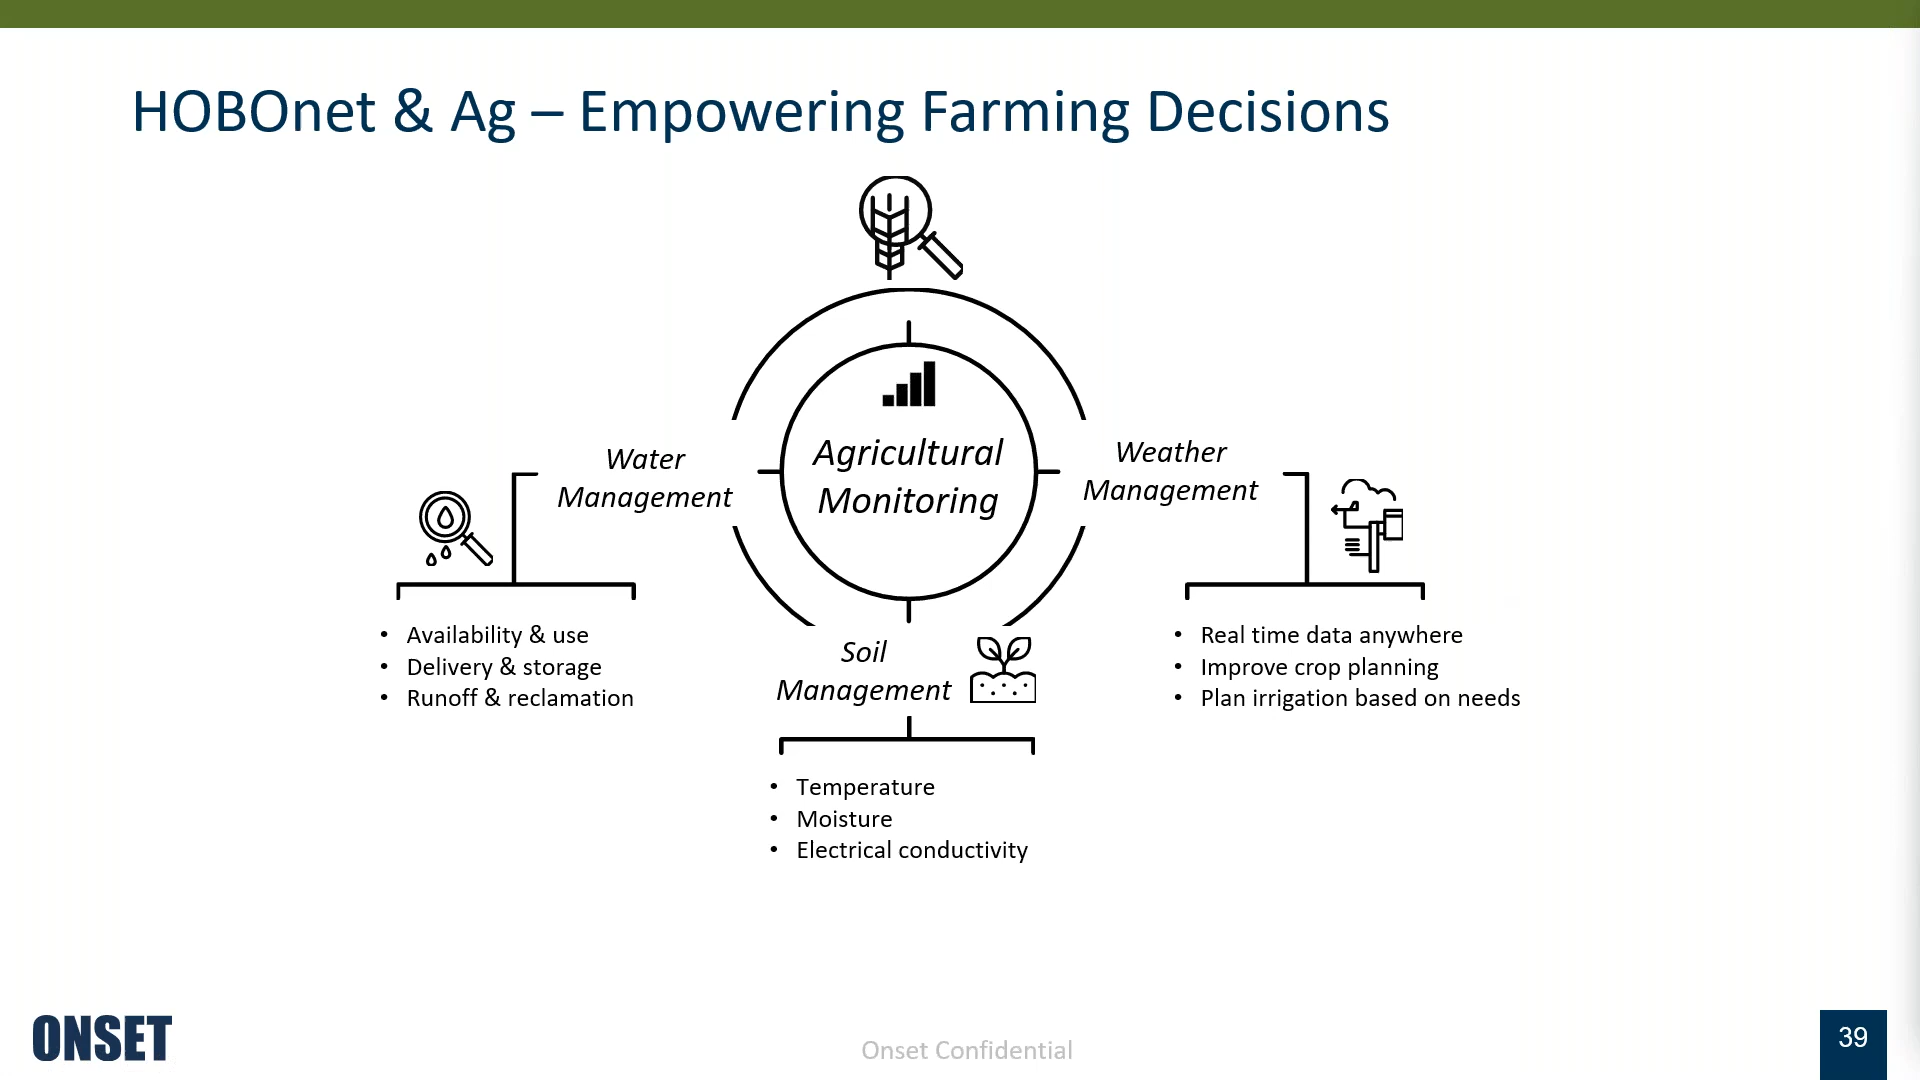 HOBOnet & Ag – Empowering Farming Decisions
Agricultural
Monitoring
Water
Management
• Availability & use
• Delivery & storage
• Runoff & reclamation
Weather
Management
• Real time data anywhere
• Improve crop planning
• Plan irrigation based on needs
Soil
Management
• Temperature
• Moisture
• Electrical conductivity
ONSET
Onset Confidential
39